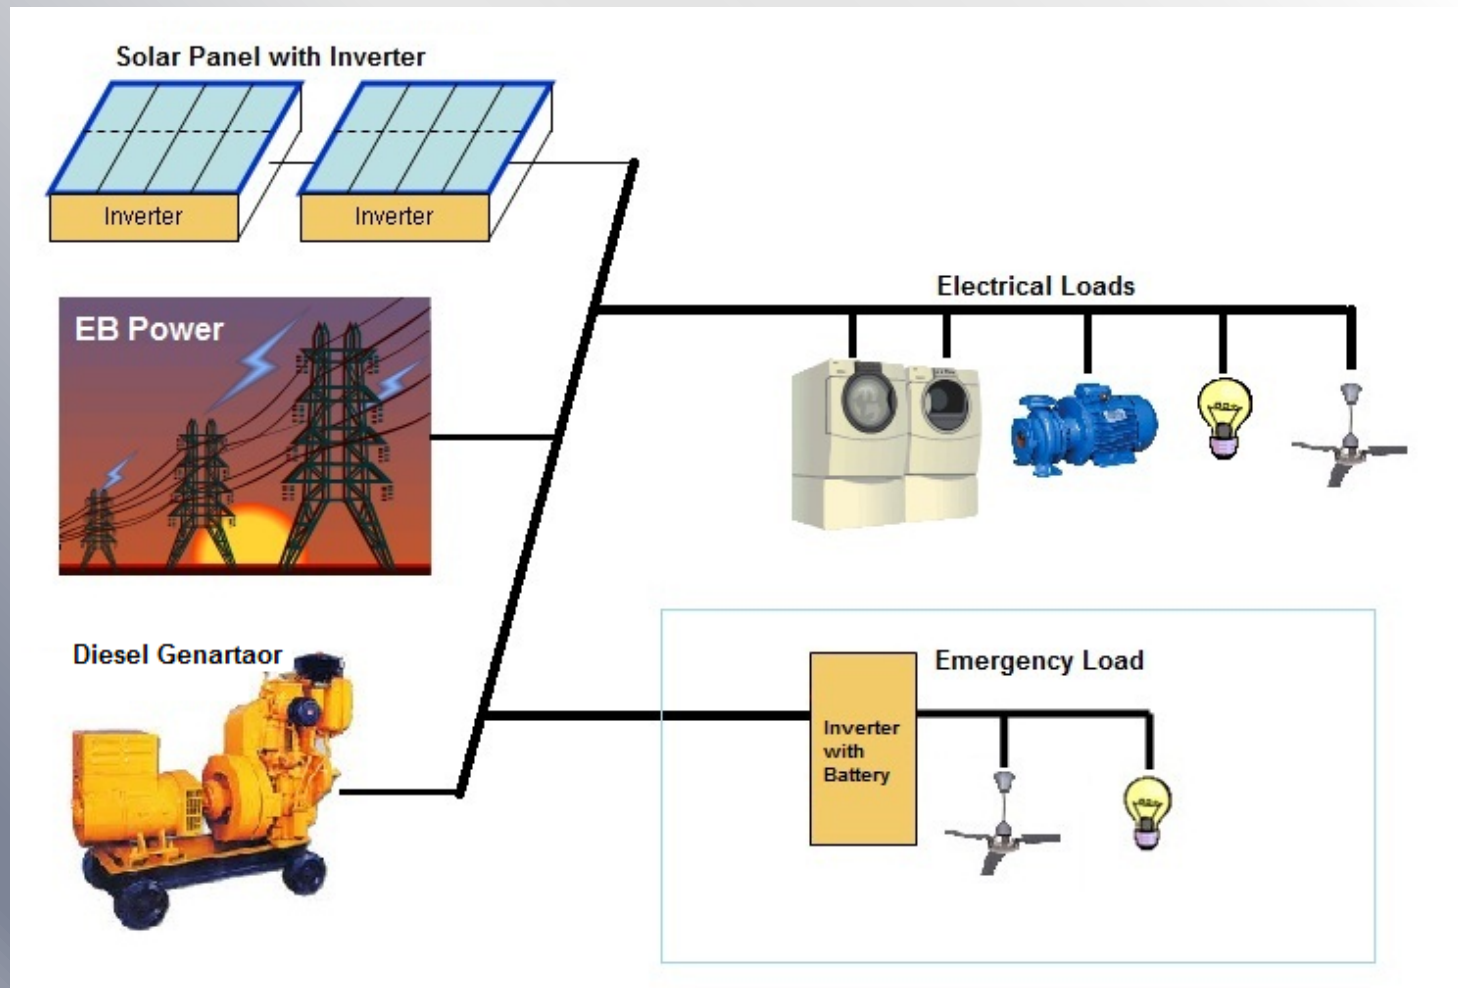 Solar Panel with Inverter
Inverter
Inverter
EB Power
Electrical Loads
Diesel Genartaor
Emergency Load
Inverter
with
Battery